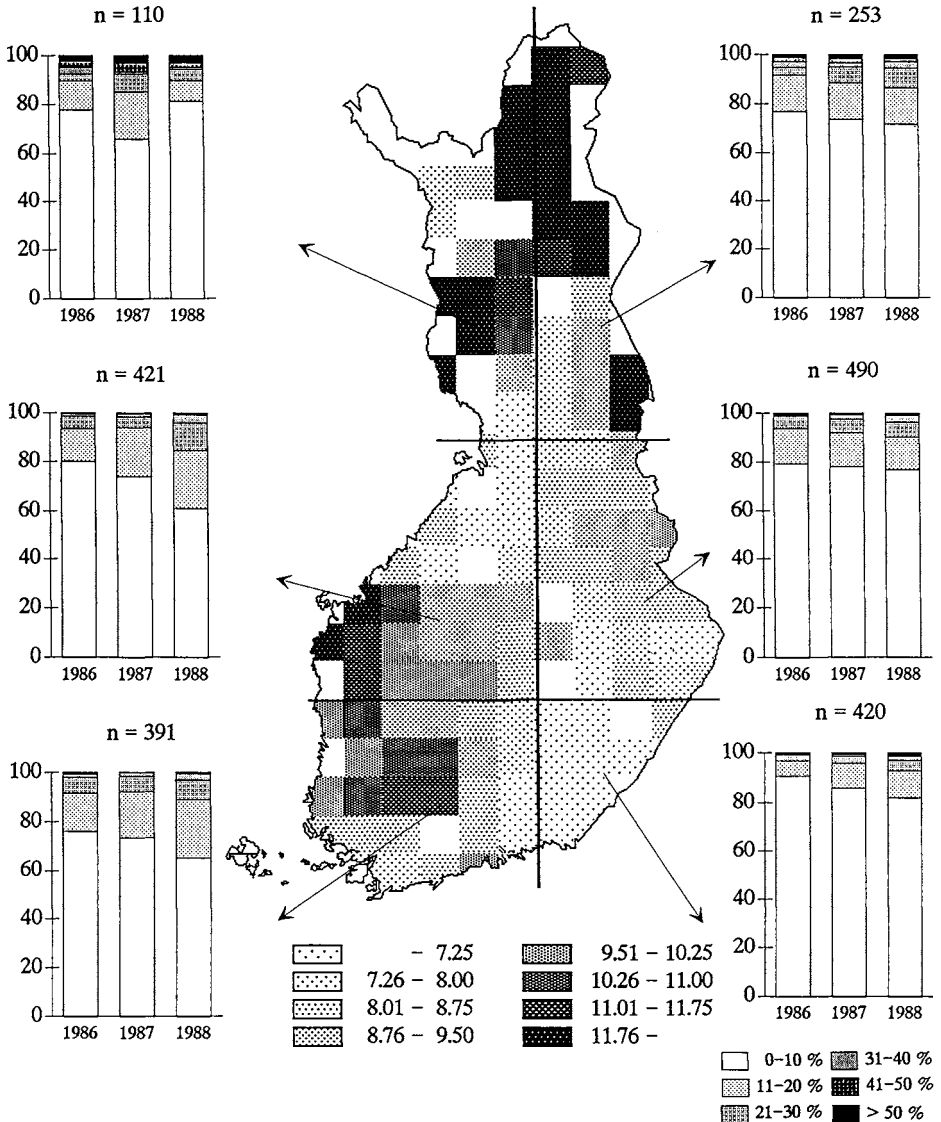 n = 110
100
80
60
40
20
0
1986 1987 1988
n = 253
100
80
60
40
20
0
1986 1987 1988
n = 421
100
80
60
40
20
0
1986 1987 1988
n = 490
100
80
60
40
20
0
1986 1987 1988
n = 391
100
80
60
40
20
0
1986 1987 1988
n = 420
100
80
60
40
20
0
1986 1987 1988
– 7.25
7.26 – 8.00
8.01 – 8.75
8.76 – 9.50
9.51 – 10.25
10.26 – 11.00
11.01 – 11.75
11.76 –
0–10 %
11–20 %
21–30 %
31–40 %
41–50 %
> 50 %